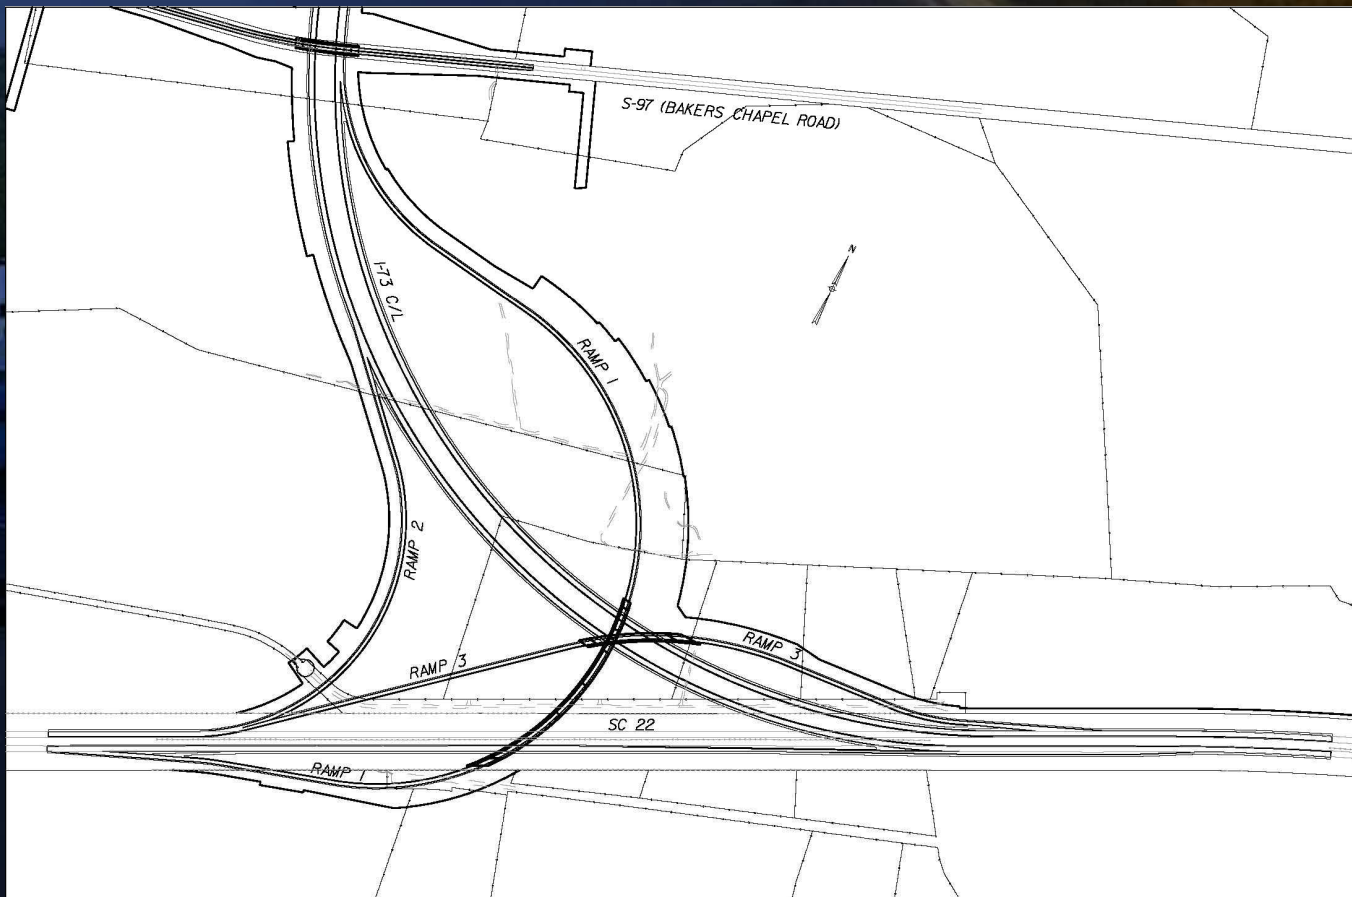 S-97 (BAKERS CHAPEL ROAD)
N
I-73 C/L
RAMP 1
RAMP 2
RAMP 3
RAMP 3
SC 22
RAMP 1